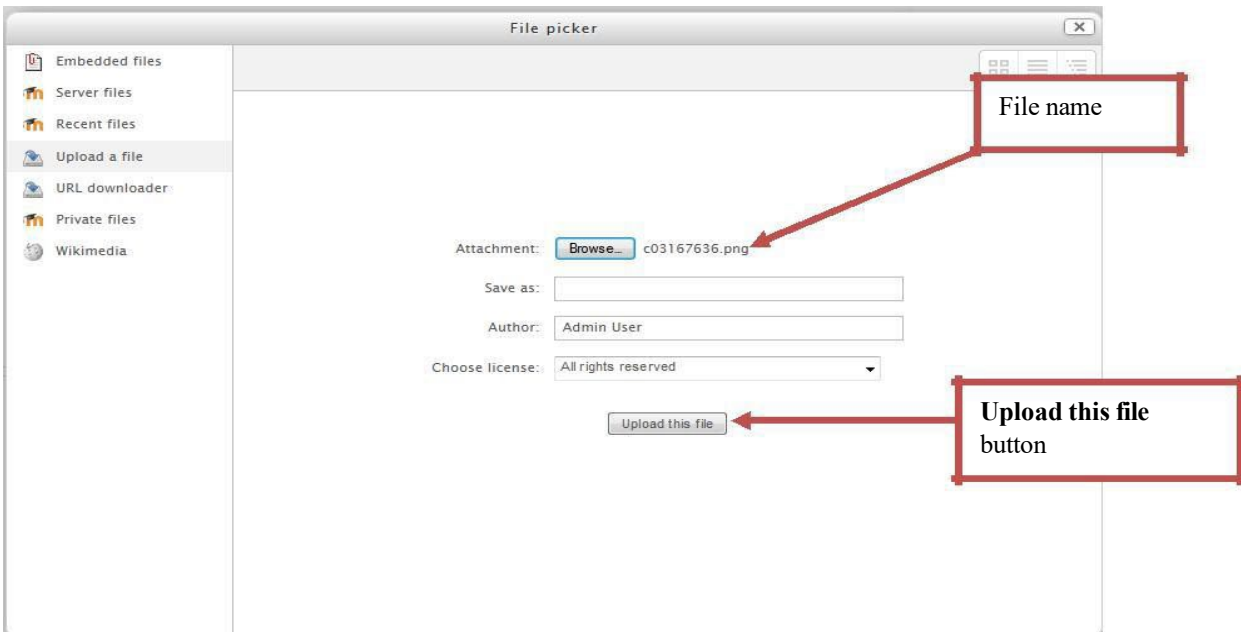 File picker
Embedded files
Server files
Recent files
Upload a file
URL downloader
Private files
Wikimedia
File name
Attachment: Browse... c03167636.png
Save as:
Author: Admin User
Choose license: All rights reserved
Upload this file
Upload this file
button